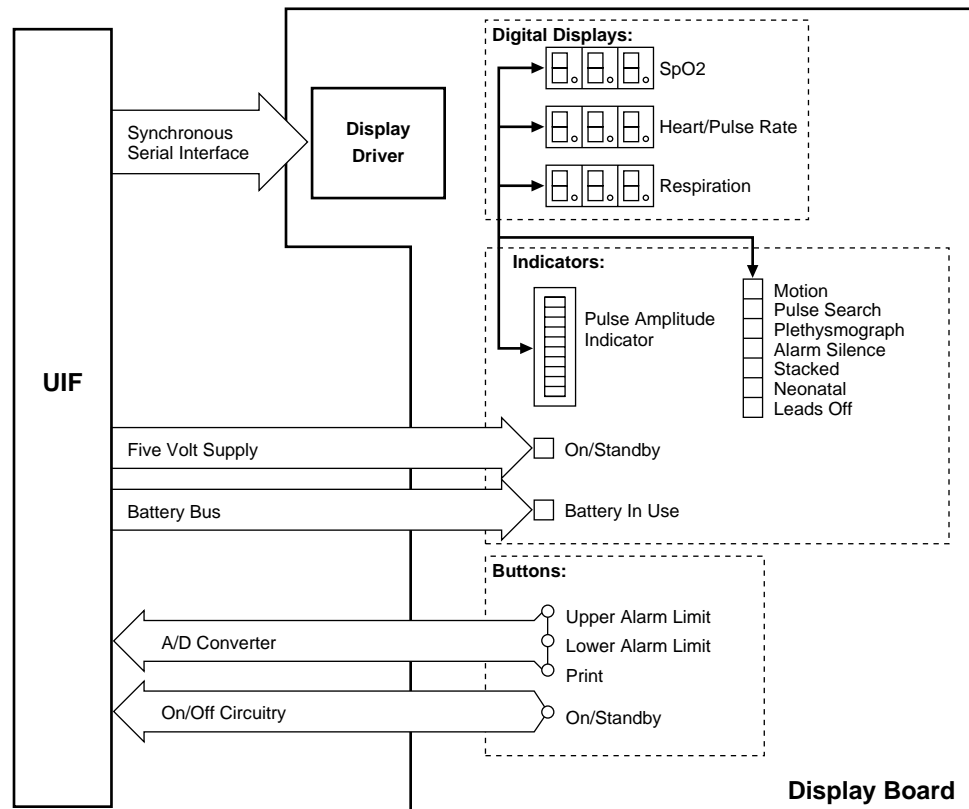 Digital Displays:
SpO2
Display
Driver
Synchronous
Serial Interface
Heart/Pulse Rate
Respiration
Indicators:
Pulse Amplitude
Indicator
Motion
Pulse Search
Plethysmograph
Alarm Silence
Stacked
Neonatal
Leads Off
UIF
Five Volt Supply
On/Standby
Battery Bus
Battery In Use
Buttons:
Upper Alarm Limit
A/D Converter
Lower Alarm Limit
Print
On/Off Circuitry
On/Standby
Display Board